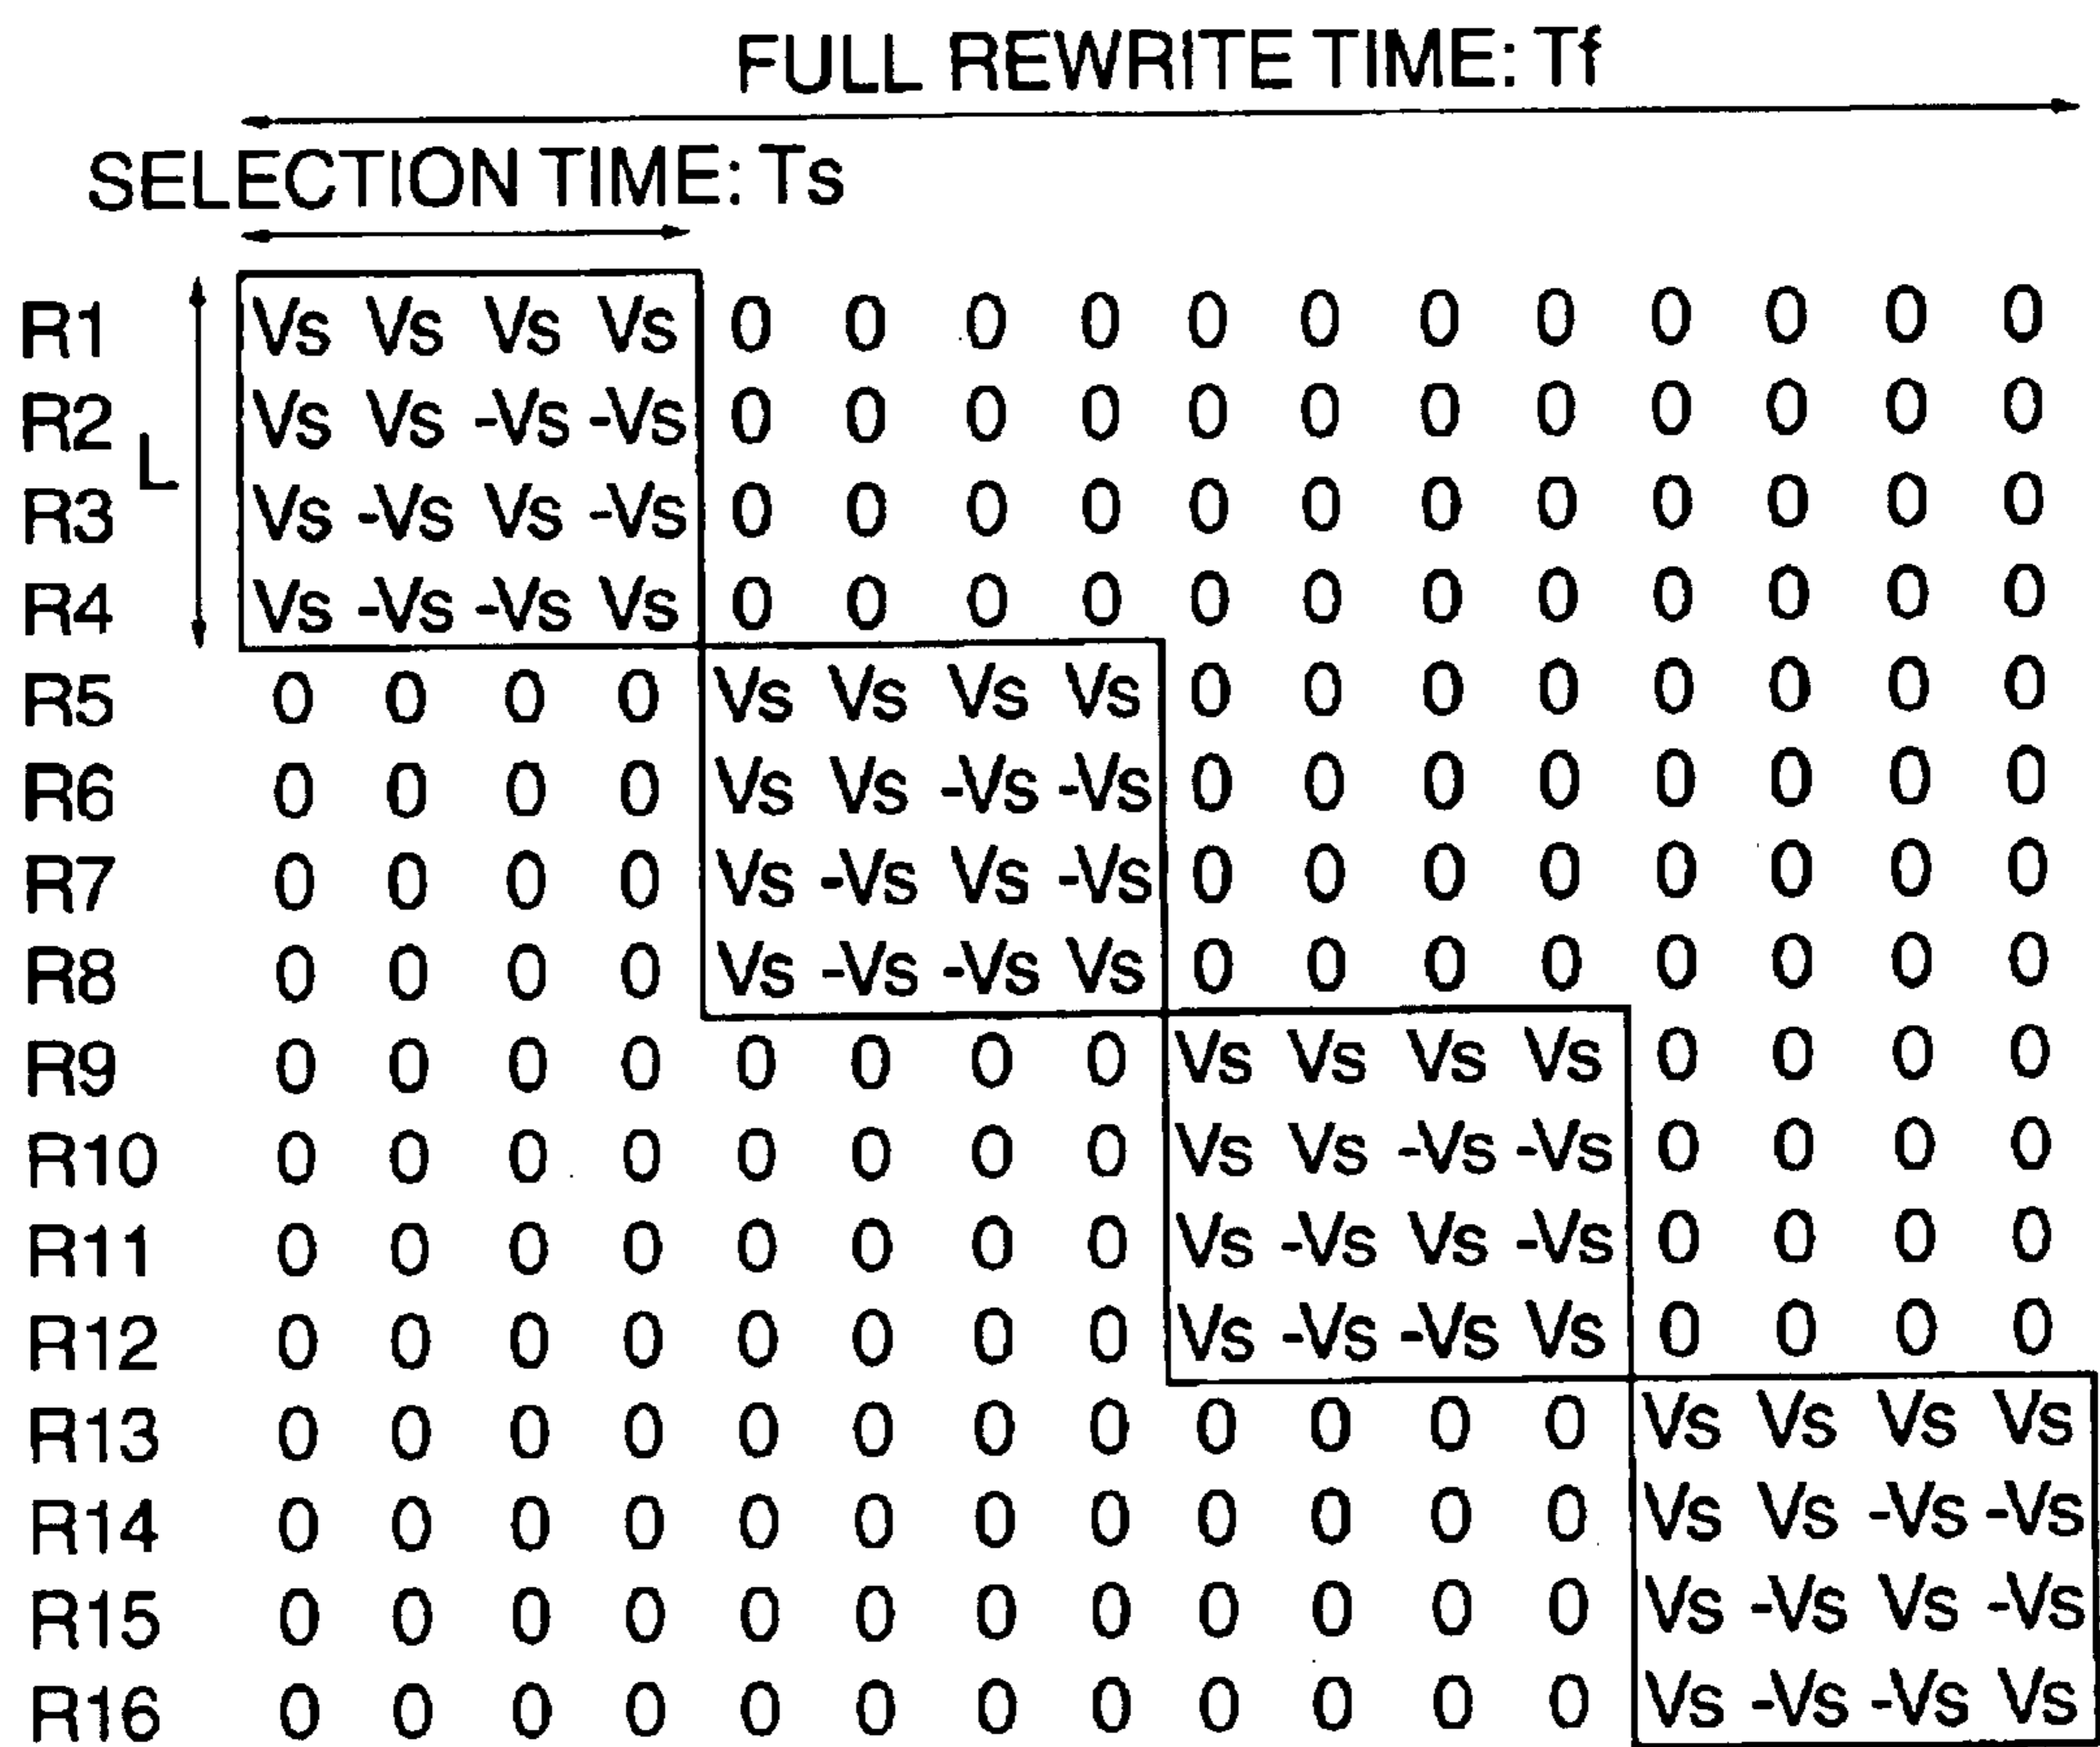 FULL REWRITE TIME: Tf
SELECTION TIME: Ts
L
R1 Vs Vs Vs Vs 0 0 0 0 0 0 0 0 0 0 0 0
R2 Vs Vs -Vs -Vs 0 0 0 0 0 0 0 0 0 0 0 0
R3 Vs -Vs Vs -Vs 0 0 0 0 0 0 0 0 0 0 0 0
R4 Vs -Vs -Vs Vs 0 0 0 0 0 0 0 0 0 0 0 0
R5 0 0 0 0 Vs Vs Vs Vs 0 0 0 0 0 0 0 0
R6 0 0 0 0 Vs Vs -Vs -Vs 0 0 0 0 0 0 0 0
R7 0 0 0 0 Vs -Vs Vs -Vs 0 0 0 0 0 0 0 0
R8 0 0 0 0 Vs -Vs -Vs Vs 0 0 0 0 0 0 0 0
R9 0 0 0 0 0 0 0 0 Vs Vs Vs Vs 0 0 0 0
R10 0 0 0 0 0 0 0 0 Vs Vs -Vs -Vs 0 0 0 0
R11 0 0 0 0 0 0 0 0 Vs -Vs Vs -Vs 0 0 0 0
R12 0 0 0 0 0 0 0 0 Vs -Vs -Vs Vs 0 0 0 0
R13 0 0 0 0 0 0 0 0 0 0 0 0 Vs Vs Vs Vs
R14 0 0 0 0 0 0 0 0 0 0 0 0 Vs Vs -Vs -Vs
R15 0 0 0 0 0 0 0 0 0 0 0 0 Vs -Vs Vs -Vs
R16 0 0 0 0 0 0 0 0 0 0 0 0 Vs -Vs -Vs Vs